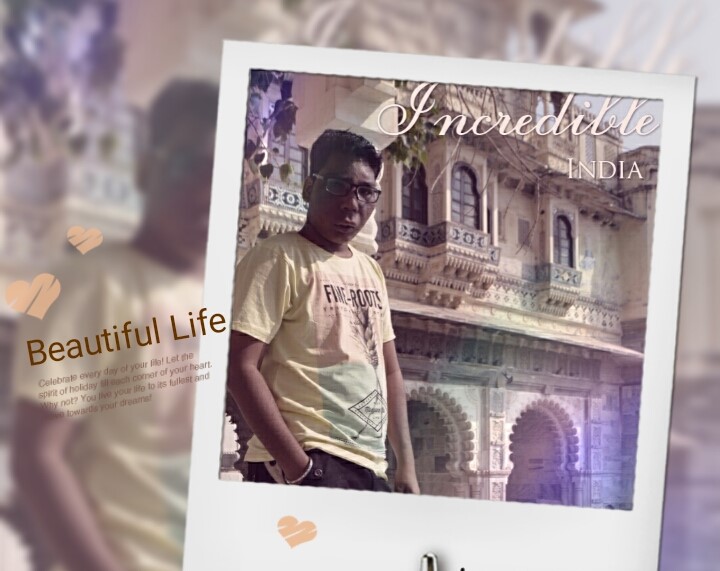 Incredible
INDIA
FINE-ROOTS
Beautiful Life
Celebrate every day of your life! Let the
spirit of holiday fill each corner of your heart.
Why not? You live your life to its fullest and
towards your dreams!